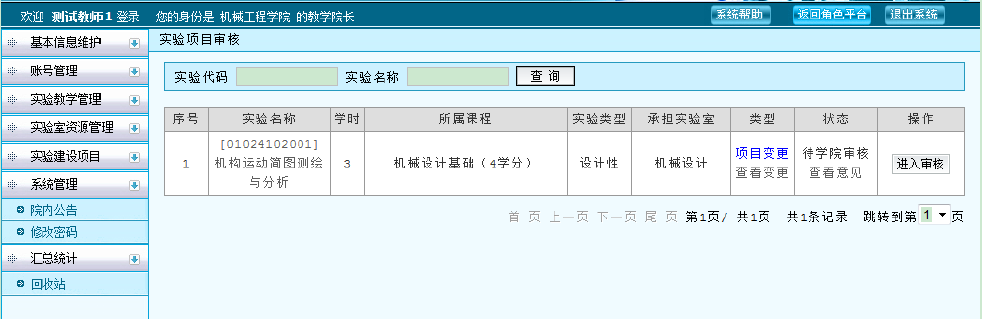 欢迎 测试教师1 登录 您的身份是 机械工程学院 的教学院长
系统帮助 返回角色平台 退出系统
基本信息维护
账号管理
实验教学管理
实验室资源管理
实验建设项目
系统管理
院内公告
修改密码
汇总统计
回收站
实验项目审核
实验代码 实验名称 查 询
序号 实验名称 学时 所属课程 实验类型 承担实验室 类型 状态 操作
1 [01024102001] 机构运动简图测绘与分析 3 机械设计基础（4学分） 设计性 机械设计 项目变更 查看变更 待学院审核 查看意见 进入审核
首 页 上一页 下一页 尾 页 第1页/ 共1页 共1条记录 跳转到第 1 页